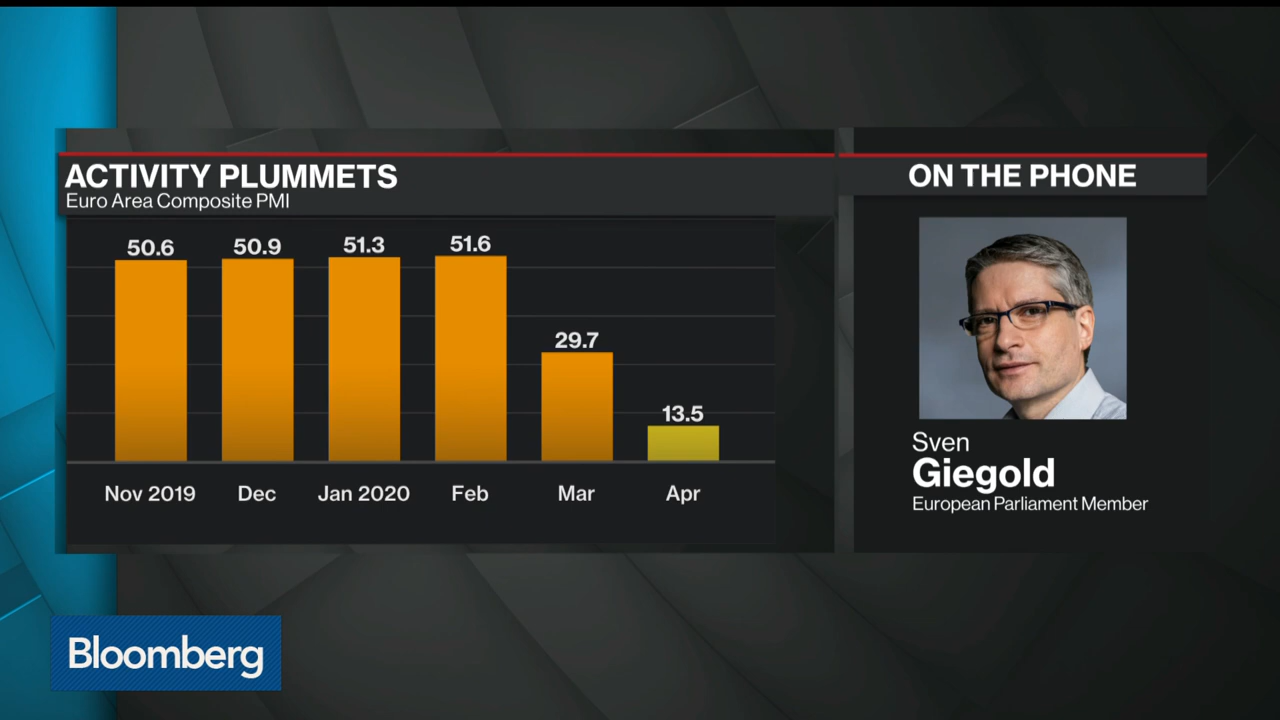 ACTIVITY PLUMMETS
Euro Area Composite PMI
50.6 50.9 51.3 51.6 29.7 13.5
Nov 2019 Dec Jan 2020 Feb Mar Apr
ON THE PHONE
Sven
Giegold
European Parliament Member
Bloomberg